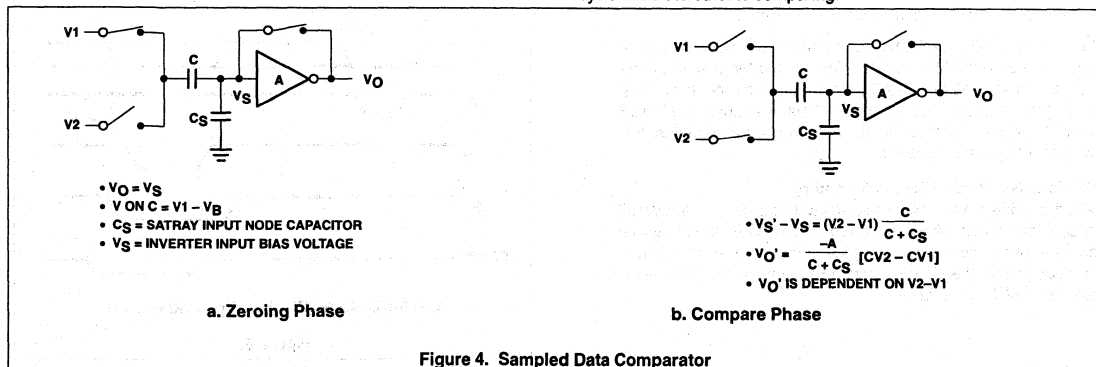 V1
C
A
VO
VS
V2
CS
• VO = VS
• V ON C = V1 – VB
• CS = SATRAY INPUT NODE CAPACITOR
• VS = INVERTER INPUT BIAS VOLTAGE
a. Zeroing Phase
V1
C
A
VO
VS
V2
CS
• VS' – VS = (V2 – V1) C / C + CS
• VO' = –A / C + CS [CV2 – CV1]
• VO' IS DEPENDENT ON V2–V1
b. Compare Phase
Figure 4. Sampled Data Comparator